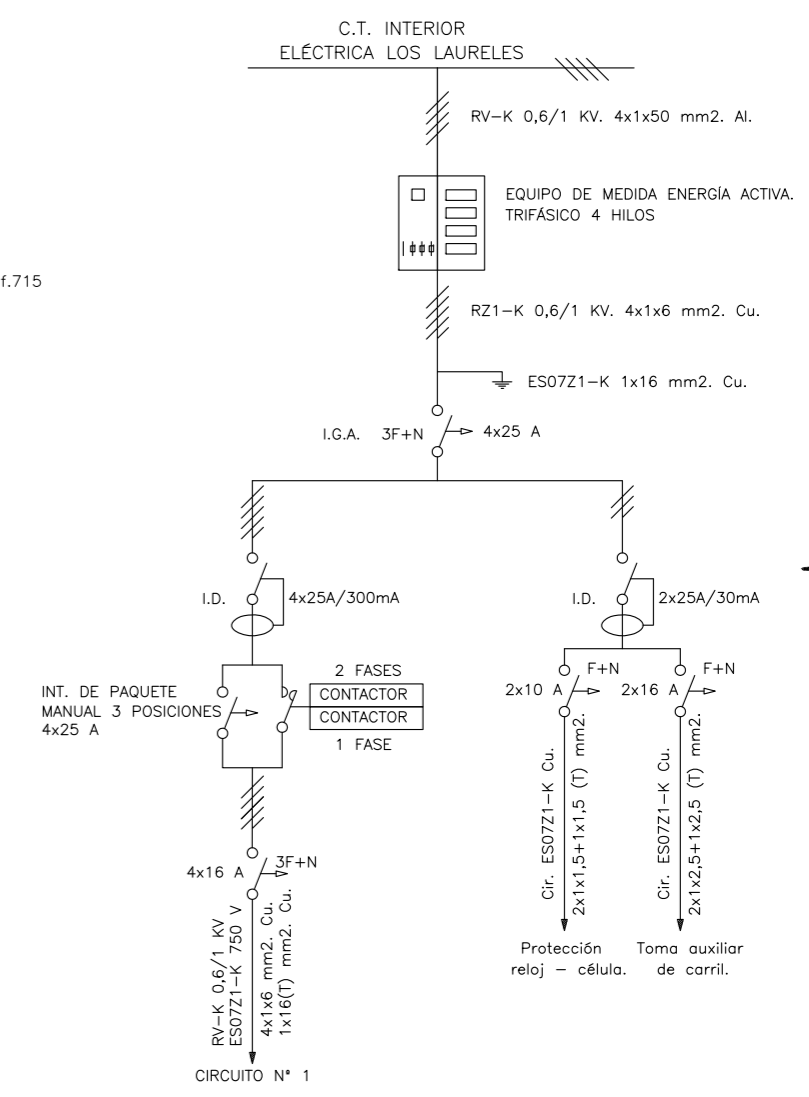 C.T. INTERIOR
ELÉCTRICA LOS LAURELES
RV-K 0,6/1 KV. 4x1x50 mm2. Al.
EQUIPO DE MEDIDA ENERGÍA ACTIVA.
TRIFÁSICO 4 HILOS
f.715
RZ1-K 0,6/1 KV. 4x1x6 mm2. Cu.
ES07Z1-K 1x16 mm2. Cu.
I.G.A. 3F+N 4x25 A
I.D. 4x25A/300mA
I.D. 2x25A/30mA
INT. DE PAQUETE
MANUAL 3 POSICIONES
4x25 A
2 FASES
CONTACTOR
CONTACTOR
1 FASE
F+N
2x10 A
F+N
2x16 A
Cir. ES07Z1-K Cu.
2x1x1,5+1x1,5 (T) mm2.
Cir. ES07Z1-K Cu.
2x1x2,5+1x2,5 (T) mm2.
4x16 A 3F+N
RV-K 0,6/1 KV
ES07Z1-K 750 V
4x1x6 mm2. Cu.
1x16(T) mm2. Cu.
Protección
reloj - célula.
Toma auxiliar
de carril.
CIRCUITO Nº 1